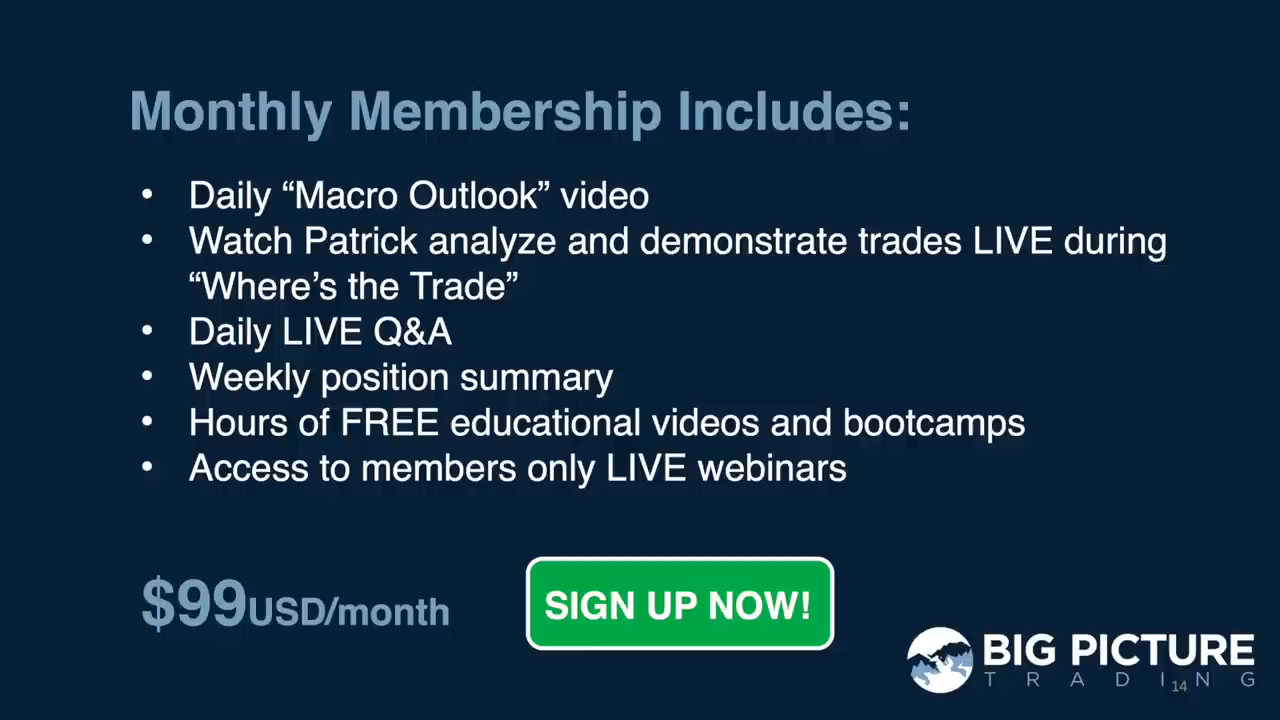 Monthly Membership Includes:
• Daily “Macro Outlook” video
• Watch Patrick analyze and demonstrate trades LIVE during
“Where’s the Trade”
• Daily LIVE Q&A
• Weekly position summary
• Hours of FREE educational videos and bootcamps
• Access to members only LIVE webinars
$99USD/month
SIGN UP NOW!
BIG PICTURE
TRADING
14